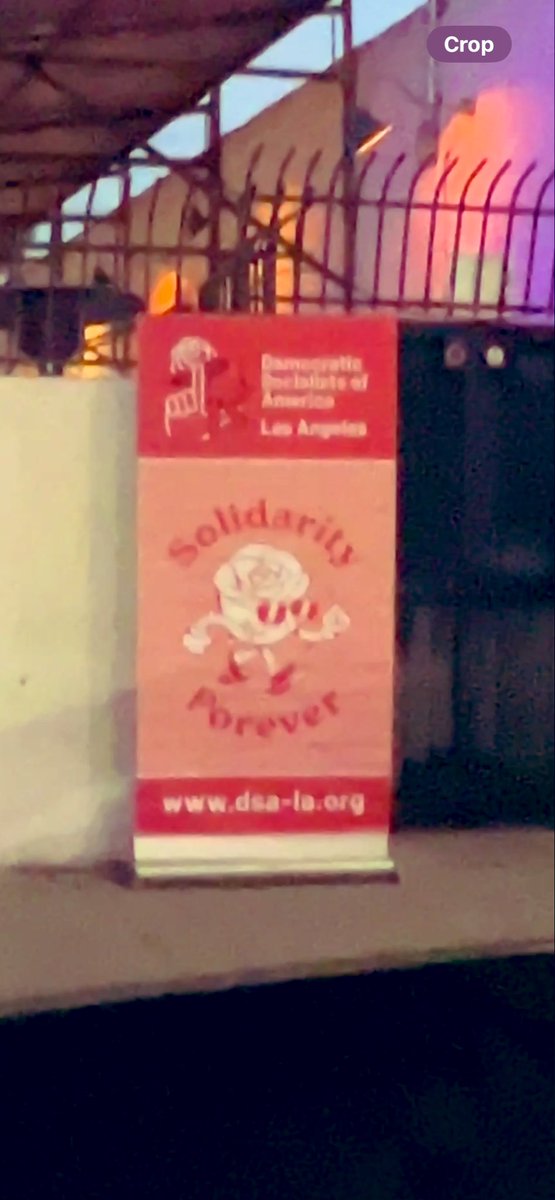 Crop
Democratic
Socialists of
America
Los Angeles
Solidarity
Forever
www.dsa-la.org